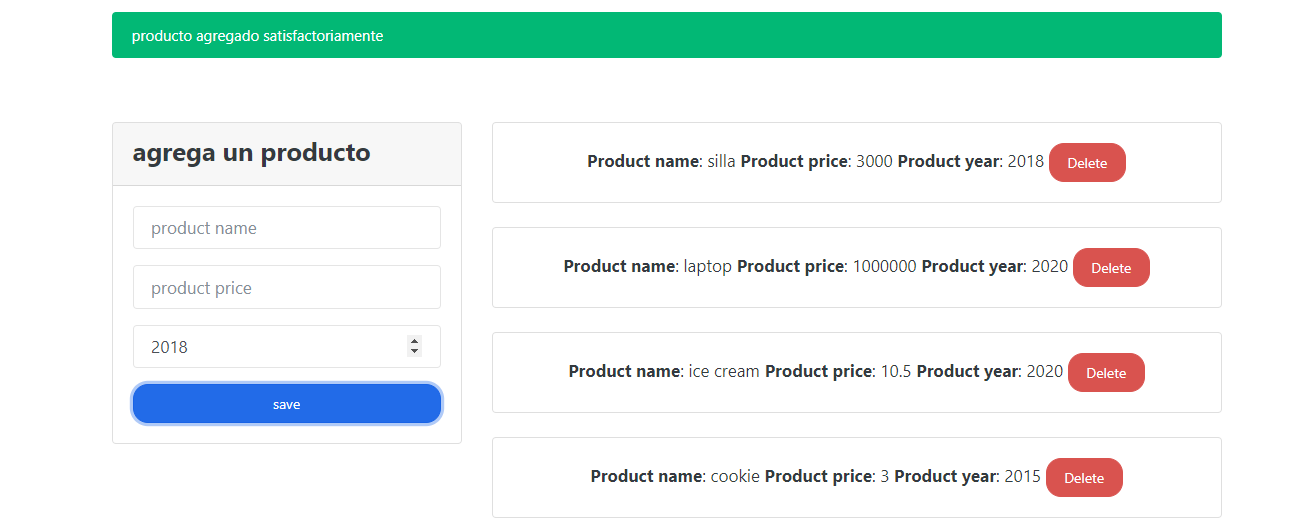 producto agregado satisfactoriamente
agrega un producto
product name
product price
2018
save
Product name: silla Product price: 3000 Product year: 2018 Delete
Product name: laptop Product price: 1000000 Product year: 2020 Delete
Product name: ice cream Product price: 10.5 Product year: 2020 Delete
Product name: cookie Product price: 3 Product year: 2015 Delete